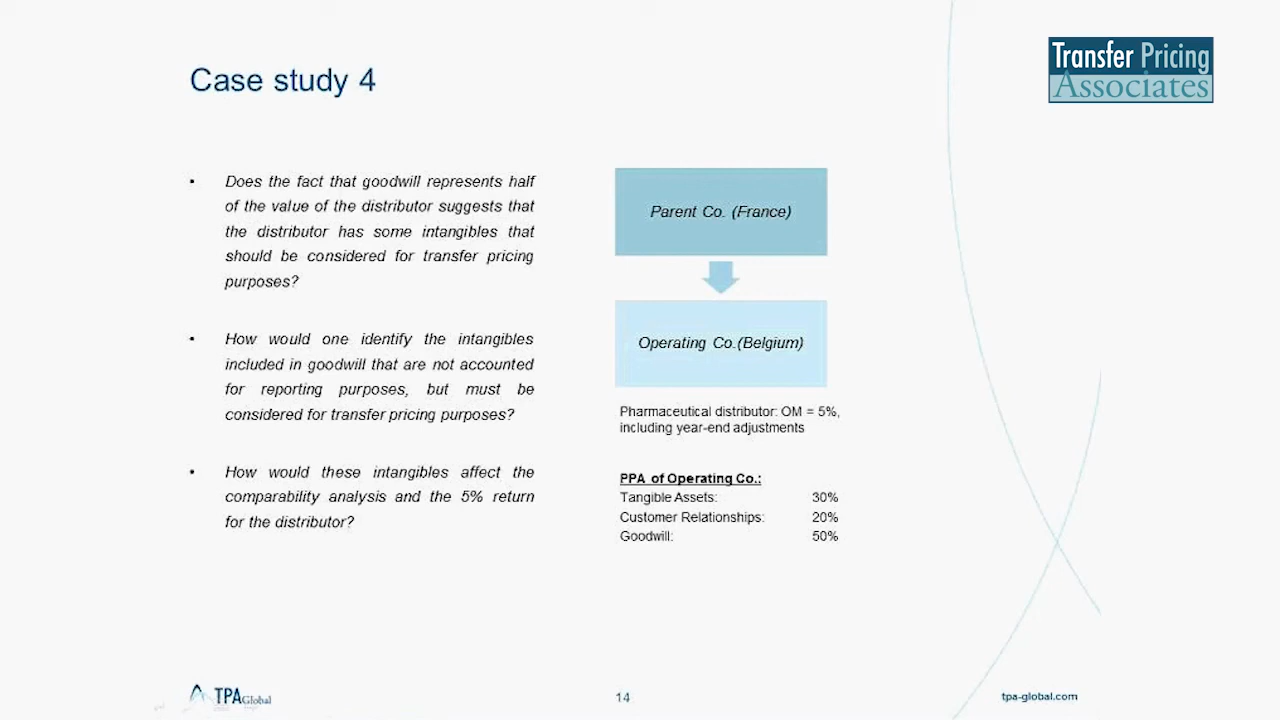 Transfer Pricing
Associates
Case study 4
• Does the fact that goodwill represents half
of the value of the distributor suggests that
the distributor has some intangibles that
should be considered for transfer pricing
purposes?
• How would one identify the intangibles
included in goodwill that are not accounted
for reporting purposes, but must be
considered for transfer pricing purposes?
• How would these intangibles affect the
comparability analysis and the 5% return
for the distributor?
Parent Co. (France)
Operating Co.(Belgium)
Pharmaceutical distributor: OM = 5%,
including year-end adjustments
PPA of Operating Co.:
Tangible Assets: 30%
Customer Relationships: 20%
Goodwill: 50%
TPA Global
14
tpa-global.com